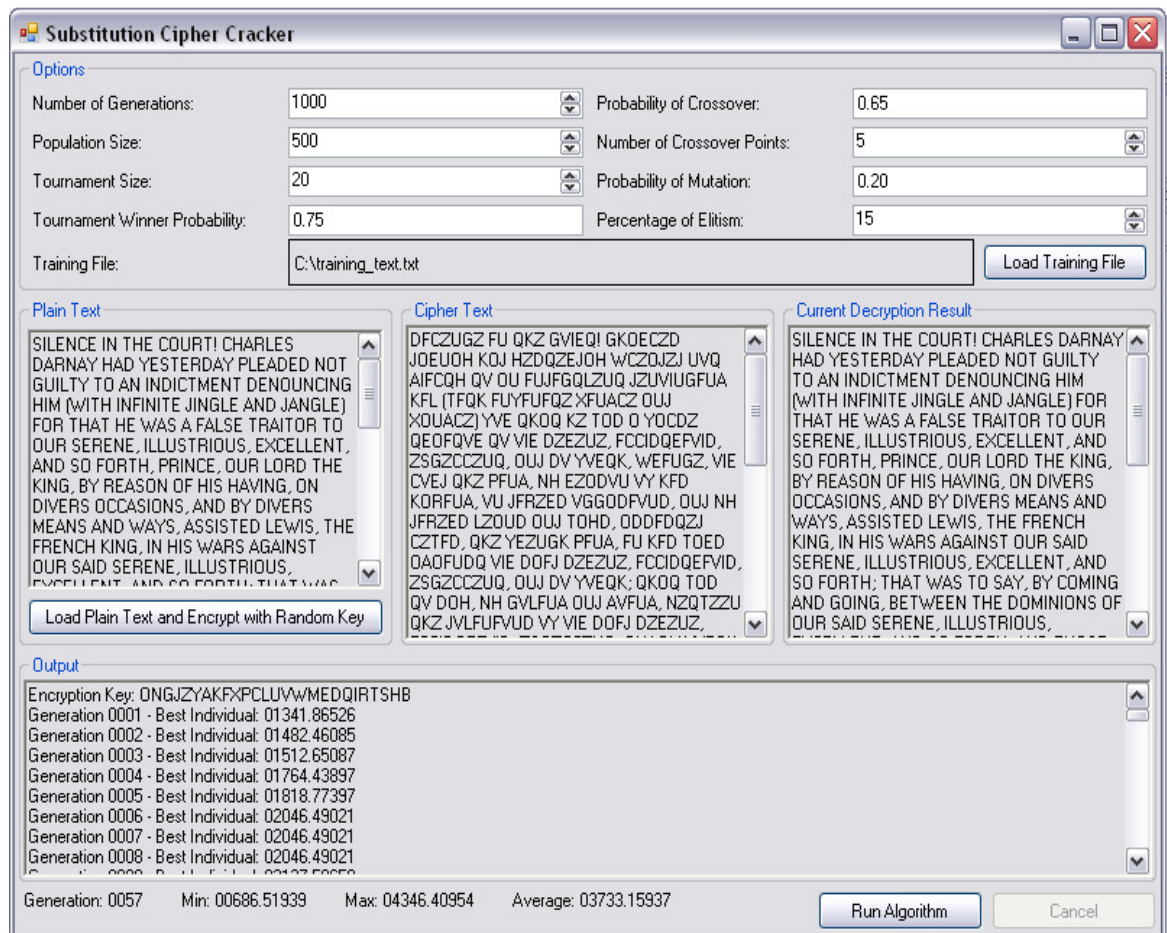 Substitution Cipher Cracker
Options
Number of Generations: 1000 Probability of Crossover: 0.65
Population Size: 500 Number of Crossover Points: 5
Tournament Size: 20 Probability of Mutation: 0.20
Tournament Winner Probability: 0.75 Percentage of Elitism: 15
Training File: C:\training_text.txt Load Training File
Plain Text
SILENCE IN THE COURT! CHARLES
DARNAY HAD YESTERDAY PLEADED NOT
GUILTY TO AN INDICTMENT DENOUNCING
HIM (WITH INFINITE JINGLE AND JANGLE)
FOR THAT HE WAS A FALSE TRAITOR TO
OUR SERENE, ILLUSTRIOUS, EXCELLENT,
AND SO FORTH, PRINCE, OUR LORD THE
KING, BY REASON OF HIS HAVING, ON
DIVERS OCCASIONS, AND BY DIVERS
MEANS AND WAYS, ASSISTED LEWIS, THE
FRENCH KING, IN HIS WARS AGAINST
OUR SAID SERENE, ILLUSTRIOUS,
EXCELLENT, AND SO FORTH; THAT WAS
Load Plain Text and Encrypt with Random Key
Cipher Text
DFCZUGZ FU QKZ GVIEQ! GKOECZD
JOEUOH KOJ HZDQZEJOH WCZOJZJ UVQ
AIFCQH QV OU FUJFGQLZUQ JZUVIUGFUA
KFL (TFQK FUYFUFQZ XFUACZ OUJ
XOUACZ) YVE QKOQ KZ TOD O YOCDZ
QEOFQVE QV VIE DZEZUZ, FCCIDQEFVID,
ZSGZCCZUQ, OUJ DV YVEQK, WEFUGZ, VIE
CVEJ QKZ PFUA, NH EZODVU VY KFD
KORFUA, VU JFRZED VGGODFVUD, OUJ NH
JFRZED LZOUD OUJ TOHD, ODDFDQZJ
CZTFD, QKZ YEZUGK PFUA, FU KFD TOED
OAOFUDQ VIE DOFJ DZEZUZ, FCCIDQEFVID,
ZSGZCCZUQ, OUJ DV YVEQK; QKOQ TOD
QV DOH, NH GVLFUA OUJ AVFUA, NZQTZZU
QKZ JVLFUFVUD VY VIE DOFJ DZEZUZ,
Current Decryption Result
SILENCE IN THE COURT! CHARLES DARNAY
HAD YESTERDAY PLEADED NOT GUILTY
TO AN INDICTMENT DENOUNCING HIM
(WITH INFINITE JINGLE AND JANGLE) FOR
THAT HE WAS A FALSE TRAITOR TO OUR
SERENE, ILLUSTRIOUS, EXCELLENT, AND
SO FORTH, PRINCE, OUR LORD THE KING,
BY REASON OF HIS HAVING, ON DIVERS
OCCASIONS, AND BY DIVERS MEANS AND
WAYS, ASSISTED LEWIS, THE FRENCH
KING, IN HIS WARS AGAINST OUR SAID
SERENE, ILLUSTRIOUS, EXCELLENT, AND
SO FORTH; THAT WAS TO SAY, BY COMING
AND GOING, BETWEEN THE DOMINIONS OF
OUR SAID SERENE, ILLUSTRIOUS,
Output
Encryption Key: ONGJZYAKFXPCLUVWMEDQIRTSHB
Generation 0001 - Best Individual: 01341.86526
Generation 0002 - Best Individual: 01482.46085
Generation 0003 - Best Individual: 01512.65087
Generation 0004 - Best Individual: 01764.43897
Generation 0005 - Best Individual: 01818.77397
Generation 0006 - Best Individual: 02046.49021
Generation 0007 - Best Individual: 02046.49021
Generation 0008 - Best Individual: 02046.49021
Generation: 0057 Min: 00686.51939 Max: 04346.40954 Average: 03733.15937 Run Algorithm Cancel